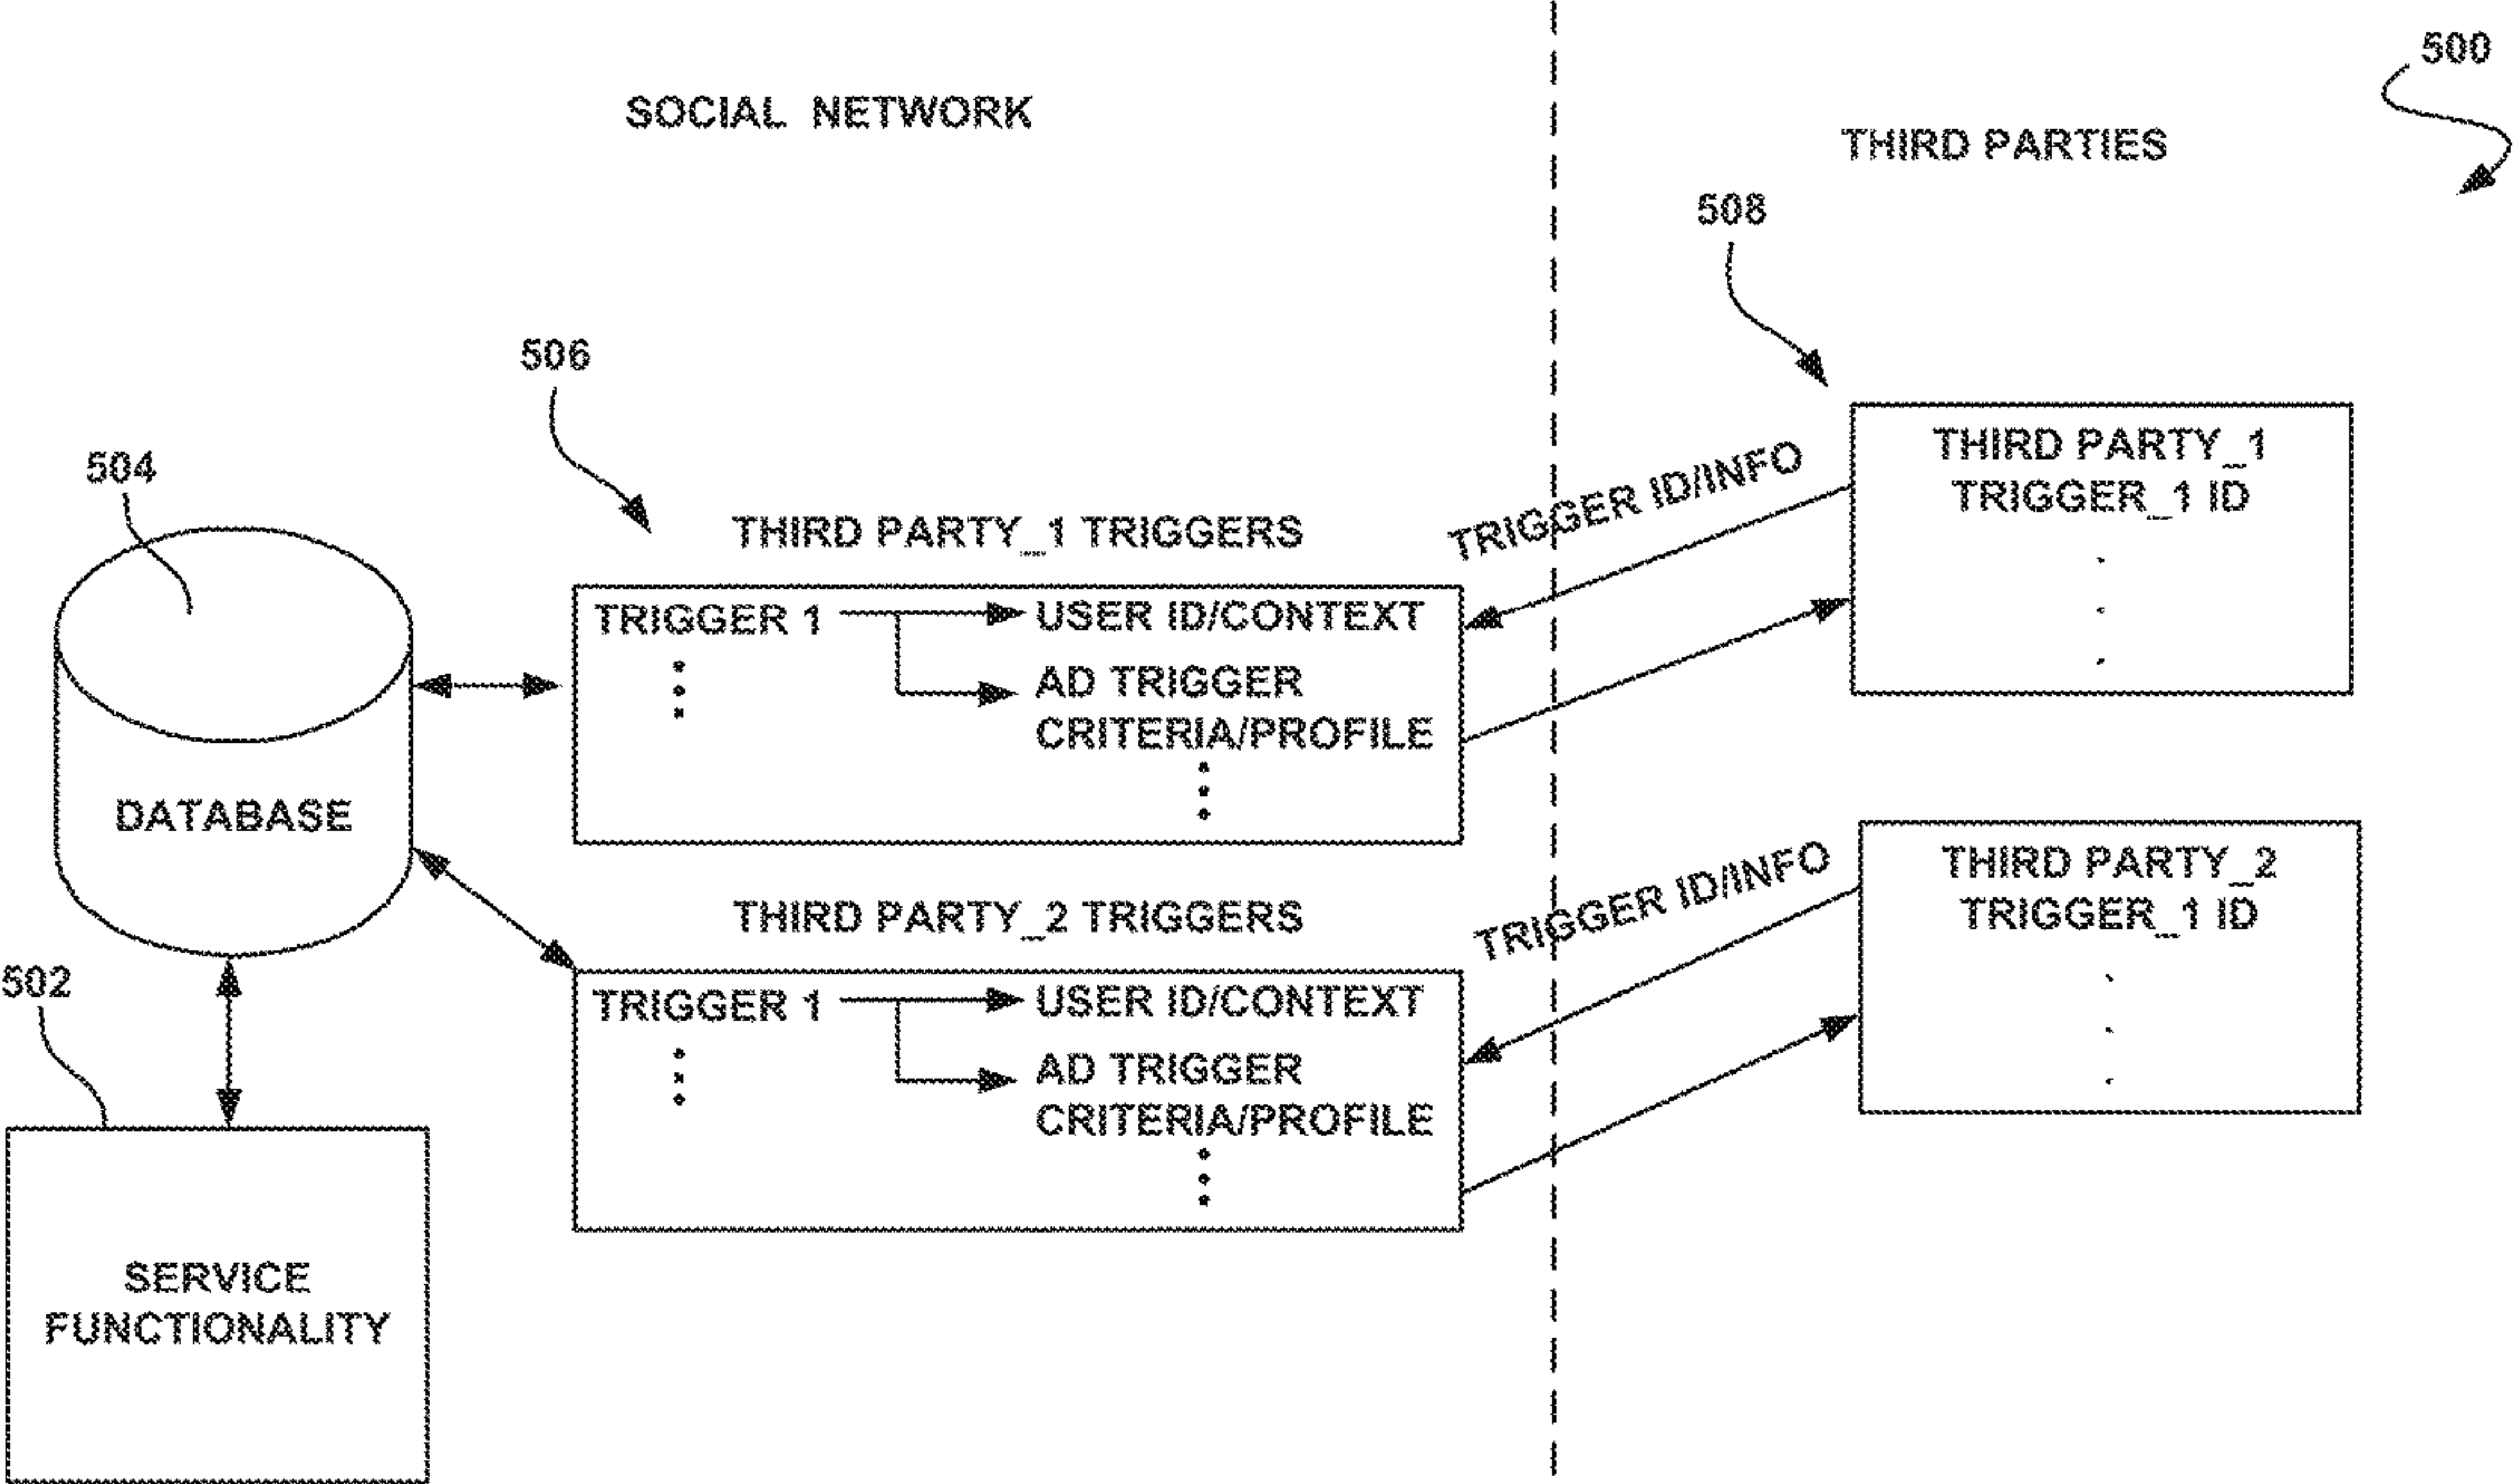 500
SOCIAL NETWORK
THIRD PARTIES
508
506
THIRD PARTY_1
TRIGGER_1 ID
TRIGGER ID/INFO
504
THIRD PARTY_1 TRIGGERS
TRIGGER 1
USER ID/CONTEXT
AD TRIGGER
CRITERIA/PROFILE
DATABASE
THIRD PARTY_2
TRIGGER_1 ID
TRIGGER ID/INFO
THIRD PARTY_2 TRIGGERS
502
TRIGGER 1
USER ID/CONTEXT
AD TRIGGER
CRITERIA/PROFILE
SERVICE
FUNCTIONALITY